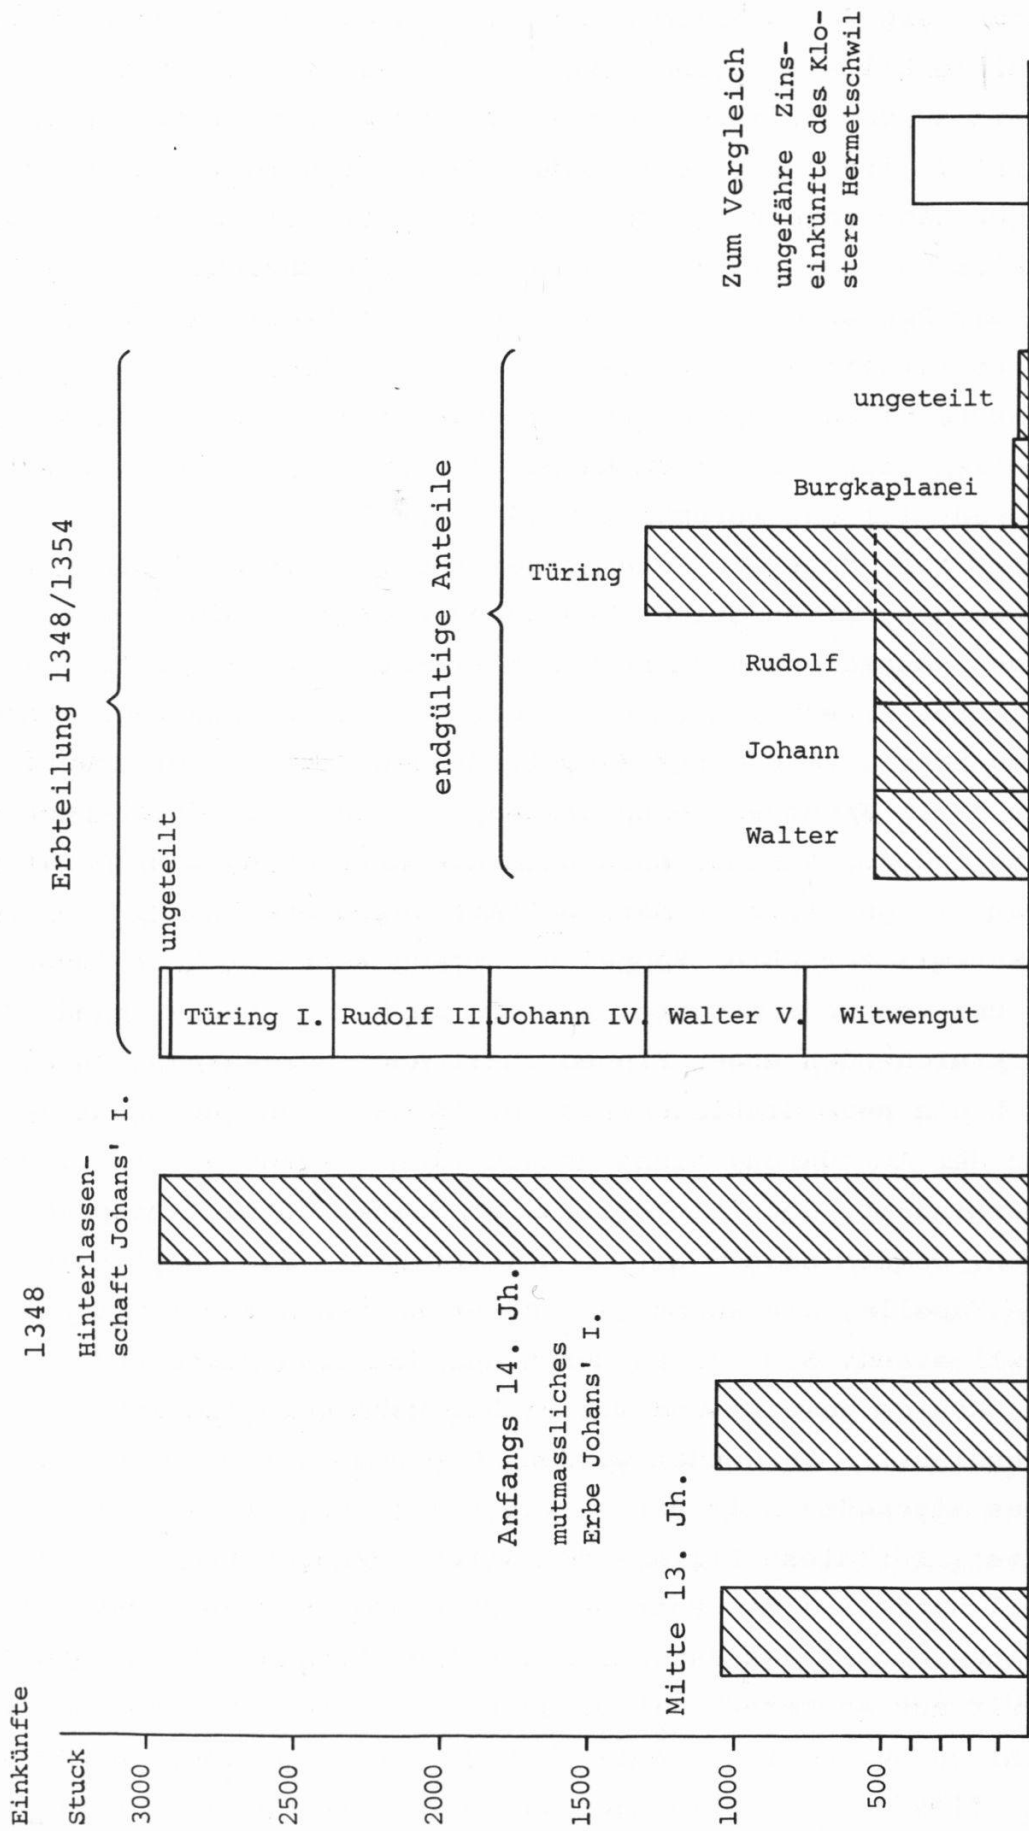 Einkünfte
Stuck
3000
2500
2000
1500
1000
500
Mitte 13. Jh.
Anfangs 14. Jh.
mutmassliches
Erbe Johans' I.
1348
Hinterlassen-
schaft Johans' I.
Erbteilung 1348/1354
ungeteilt
Türing I.
Rudolf II.
Johann IV.
Walter V.
Witwengut
endgültige Anteile
Walter
Johann
Rudolf
Türing
Burgkaplanei
ungeteilt
Zum Vergleich
ungefähre Zins-
einkünfte des Klo-
sters Hermetschwil